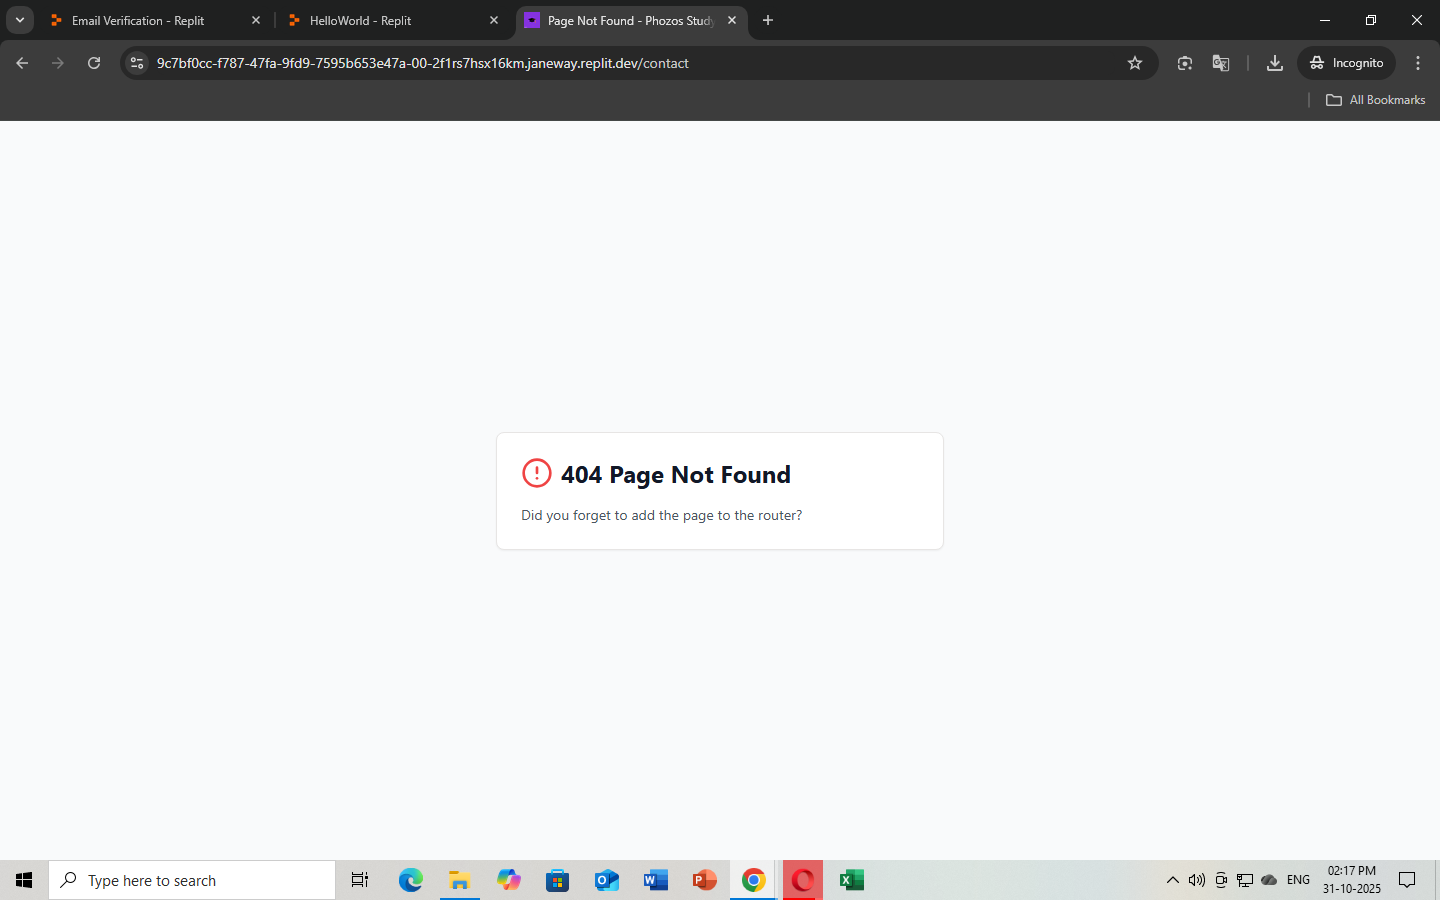 Email Verification - Replit
HelloWorld - Replit
Page Not Found - Phozos Study
9c7bf0cc-f787-47fa-9fd9-7595b653e47a-00-2f1rs7hsx16km.janeway.replit.dev/contact
Incognito
All Bookmarks
404 Page Not Found
Did you forget to add the page to the router?
Type here to search
ENG
02:17 PM
31-10-2025